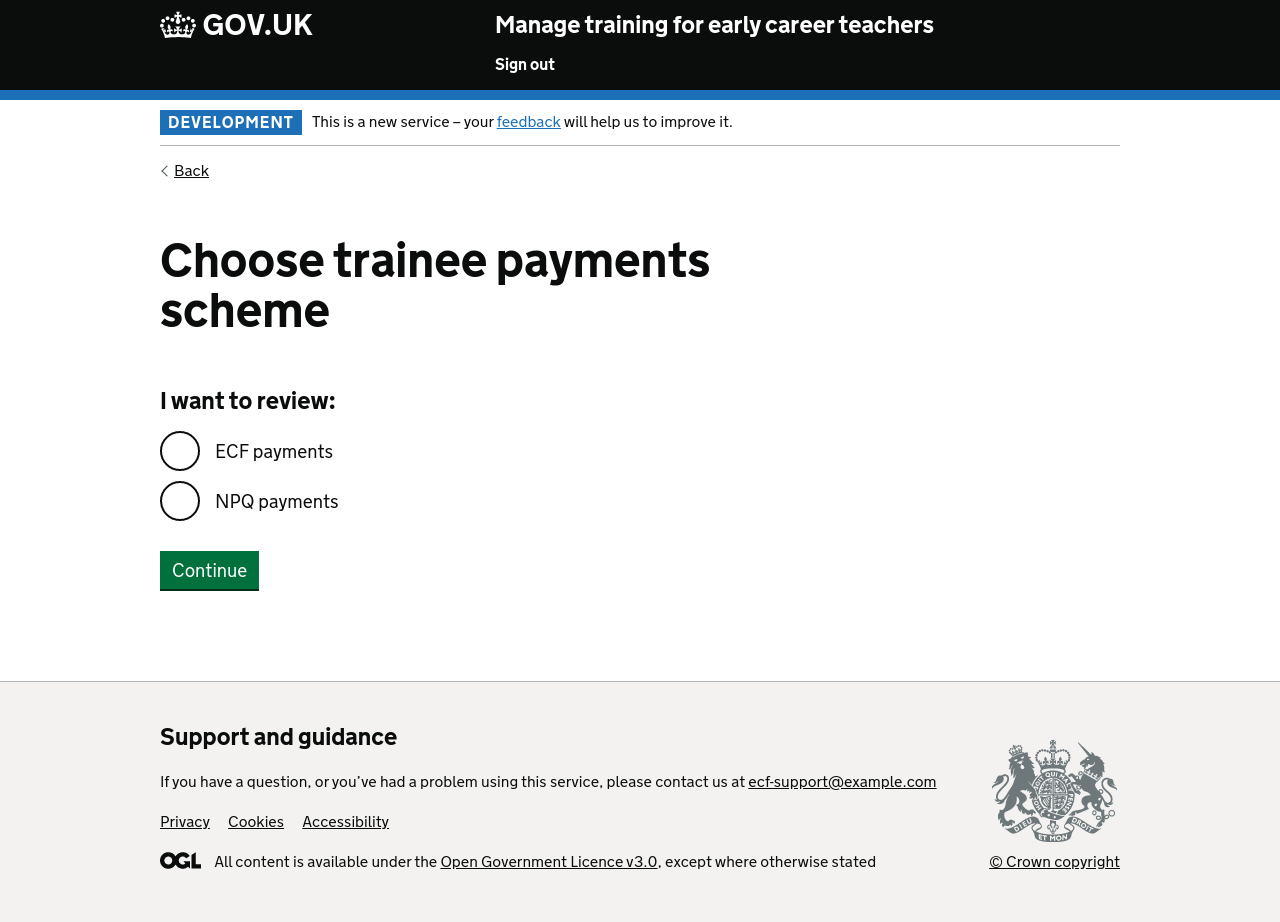 GOV.UK
Manage training for early career teachers
Sign out
DEVELOPMENT This is a new service – your feedback will help us to improve it.
Back
Choose trainee payments
scheme
I want to review:
ECF payments
NPQ payments
Continue
Support and guidance
If you have a question, or you’ve had a problem using this service, please contact us at ecf-support@example.com
Privacy Cookies Accessibility
OGL All content is available under the Open Government Licence v3.0, except where otherwise stated
© Crown copyright